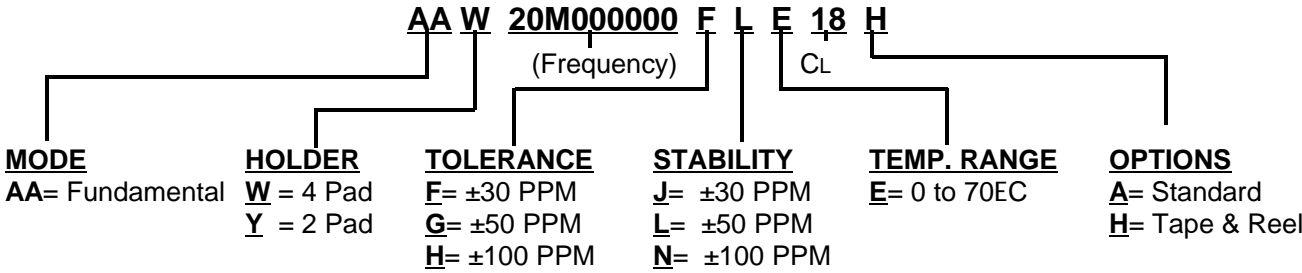 AA W 20M000000 F L E 18 H
(Frequency) CL
MODE HOLDER TOLERANCE STABILITY TEMP. RANGE OPTIONS
AA= Fundamental W = 4 Pad F= ±30 PPM J= ±30 PPM E= 0 to 70EC A= Standard
Y = 2 Pad G= ±50 PPM L= ±50 PPM H= Tape & Reel
H= ±100 PPM N= ±100 PPM